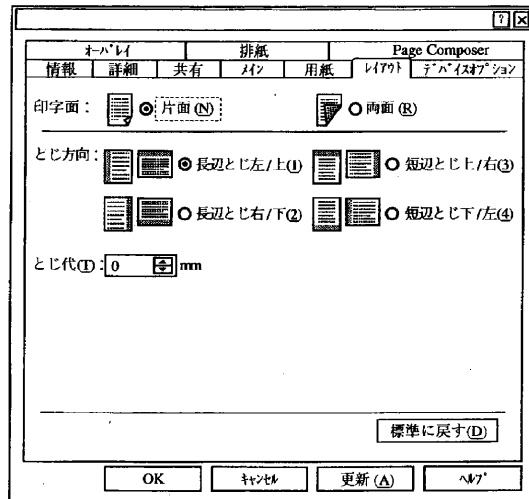 ? ×
ｵｰﾊﾞﾚｲ 排紙 Page Composer
情報 詳細 共有 ﾒｲﾝ 用紙 ﾚｲｱｳﾄ ﾃﾞﾊﾞｲｽｵﾌﾟｼｮﾝ
印字面： 片面(N) 両面(R)
とじ方向： 長辺とじ左/上(1) 短辺とじ上/右(3)
長辺とじ右/下(2) 短辺とじ下/左(4)
とじ代(T)： 0 mm
標準に戻す(D)
OK ｷｬﾝｾﾙ 更新(A) ﾍﾙﾌﾟ